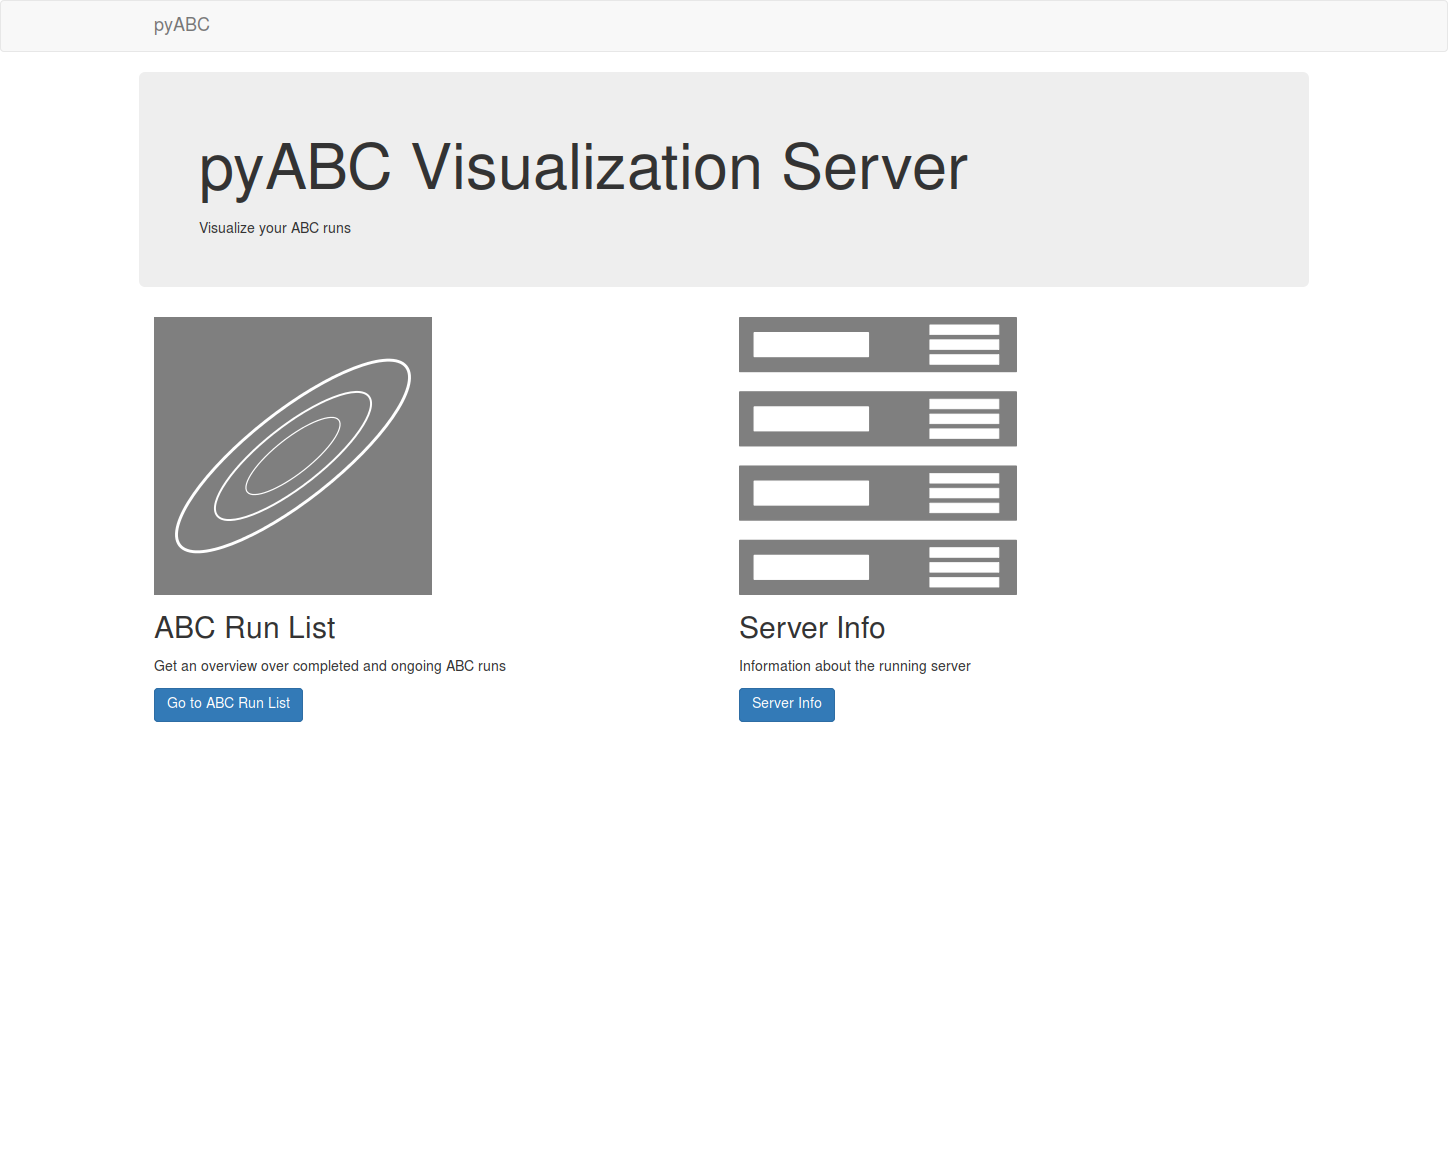 pyABC
pyABC Visualization Server
Visualize your ABC runs
ABC Run List
Get an overview over completed and ongoing ABC runs
Go to ABC Run List
Server Info
Information about the running server
Server Info